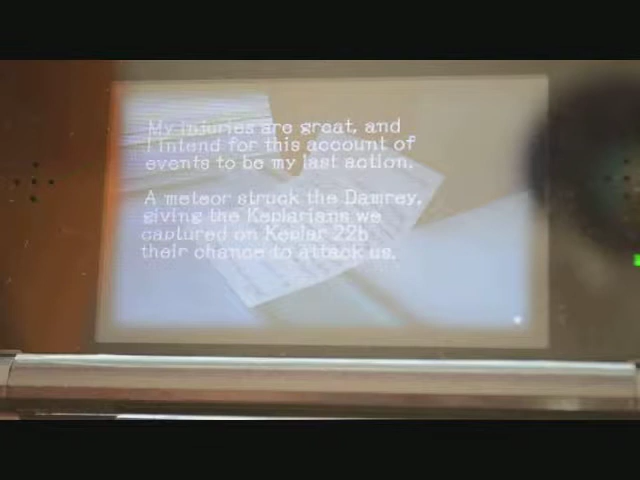 My injuries are great, and
I intend for this account of
events to be my last action.
A meteor struck the Damrey,
giving the Keplarians we
captured on Keplar 22b
their chance to attack us.